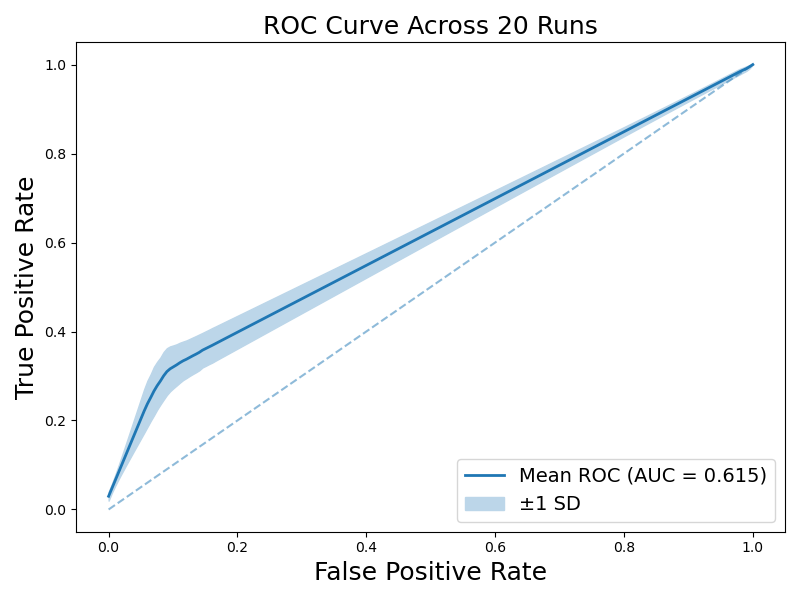 ROC Curve Across 20 Runs
True Positive Rate
1.0
0.8
0.6
0.4
0.2
0.0
Mean ROC (AUC = 0.615)
±1 SD
0.0 0.2 0.4 0.6 0.8 1.0
False Positive Rate